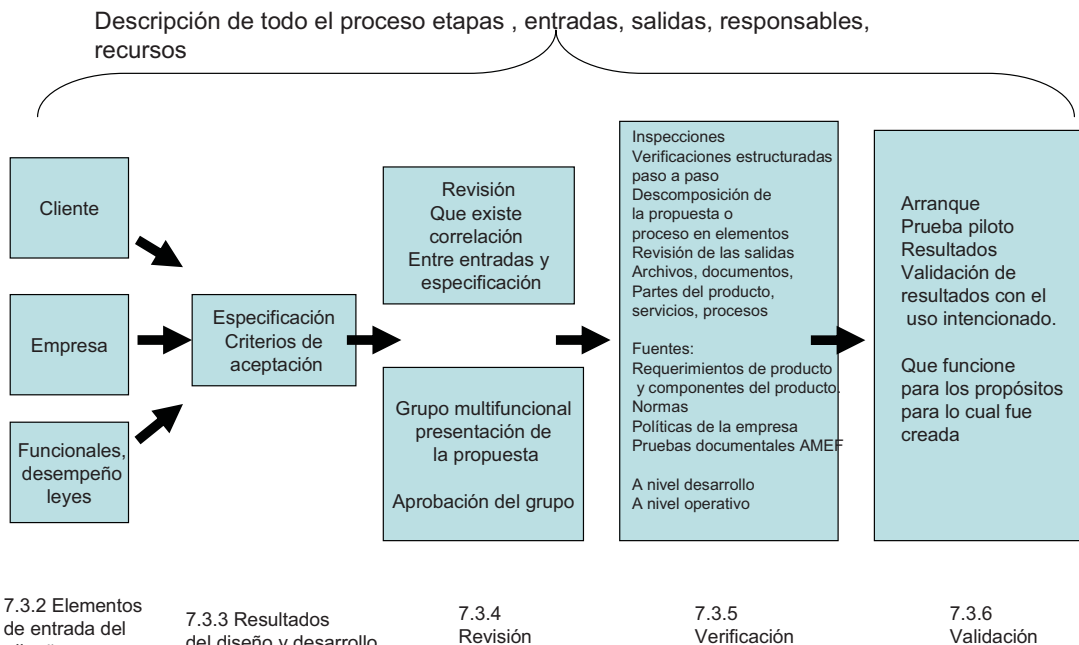 Descripción de todo el proceso etapas , entradas, salidas, responsables,
recursos
Cliente
Empresa
Funcionales,
desempeño
leyes
Especificación
Criterios de
aceptación
Revisión
Que existe
correlación
Entre entradas y
especificación
Grupo multifuncional
presentación de
la propuesta
Aprobación del grupo
Inspecciones
Verificaciones estructuradas
paso a paso
Descomposición de
la propuesta o
proceso en elementos
Revisión de las salidas
Archivos, documentos,
Partes del producto,
servicios, procesos
Fuentes:
Requerimientos de producto
y componentes del producto.
Normas
Políticas de la empresa
Pruebas documentales AMEF
A nivel desarrollo
A nivel operativo
Arranque
Prueba piloto
Resultados
Validación de
resultados con el
uso intencionado.
Que funcione
para los propósitos
para lo cual fue
creada
7.3.2 Elementos
de entrada del
7.3.3 Resultados
del diseño y desarrollo
7.3.4
Revisión
7.3.5
Verificación
7.3.6
Validación